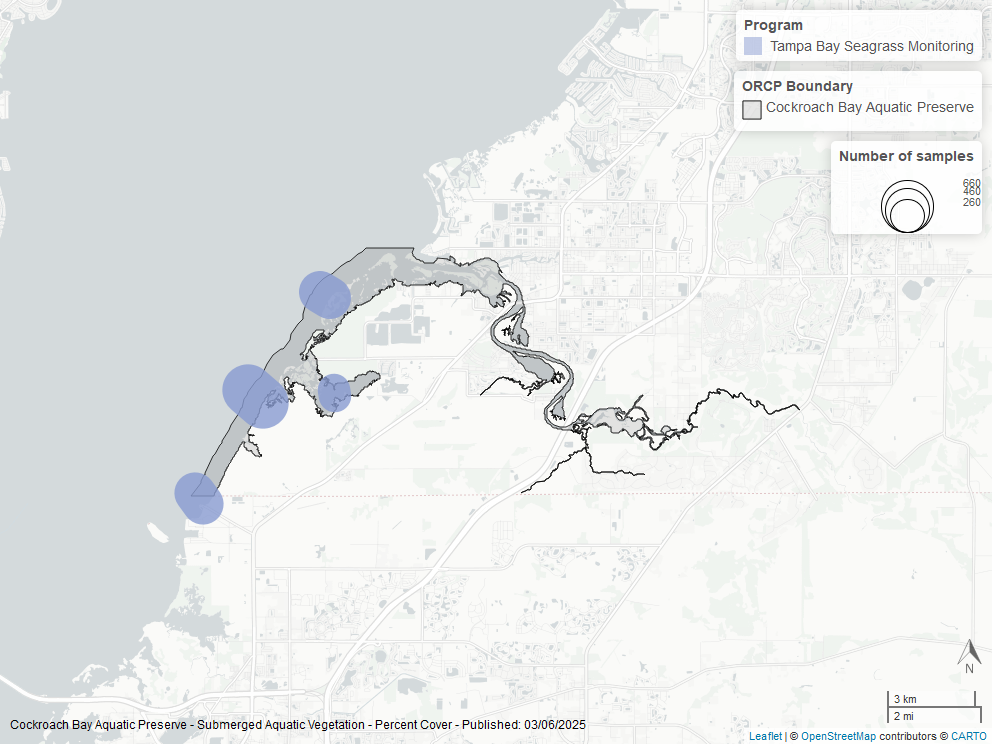 Program
Tampa Bay Seagrass Monitoring
ORCP Boundary
Cockroach Bay Aquatic Preserve
Number of samples
660
460
260
N
3 km
2 mi
Cockroach Bay Aquatic Preserve - Submerged Aquatic Vegetation - Percent Cover - Published: 03/06/2025
Leaflet | © OpenStreetMap contributors © CARTO